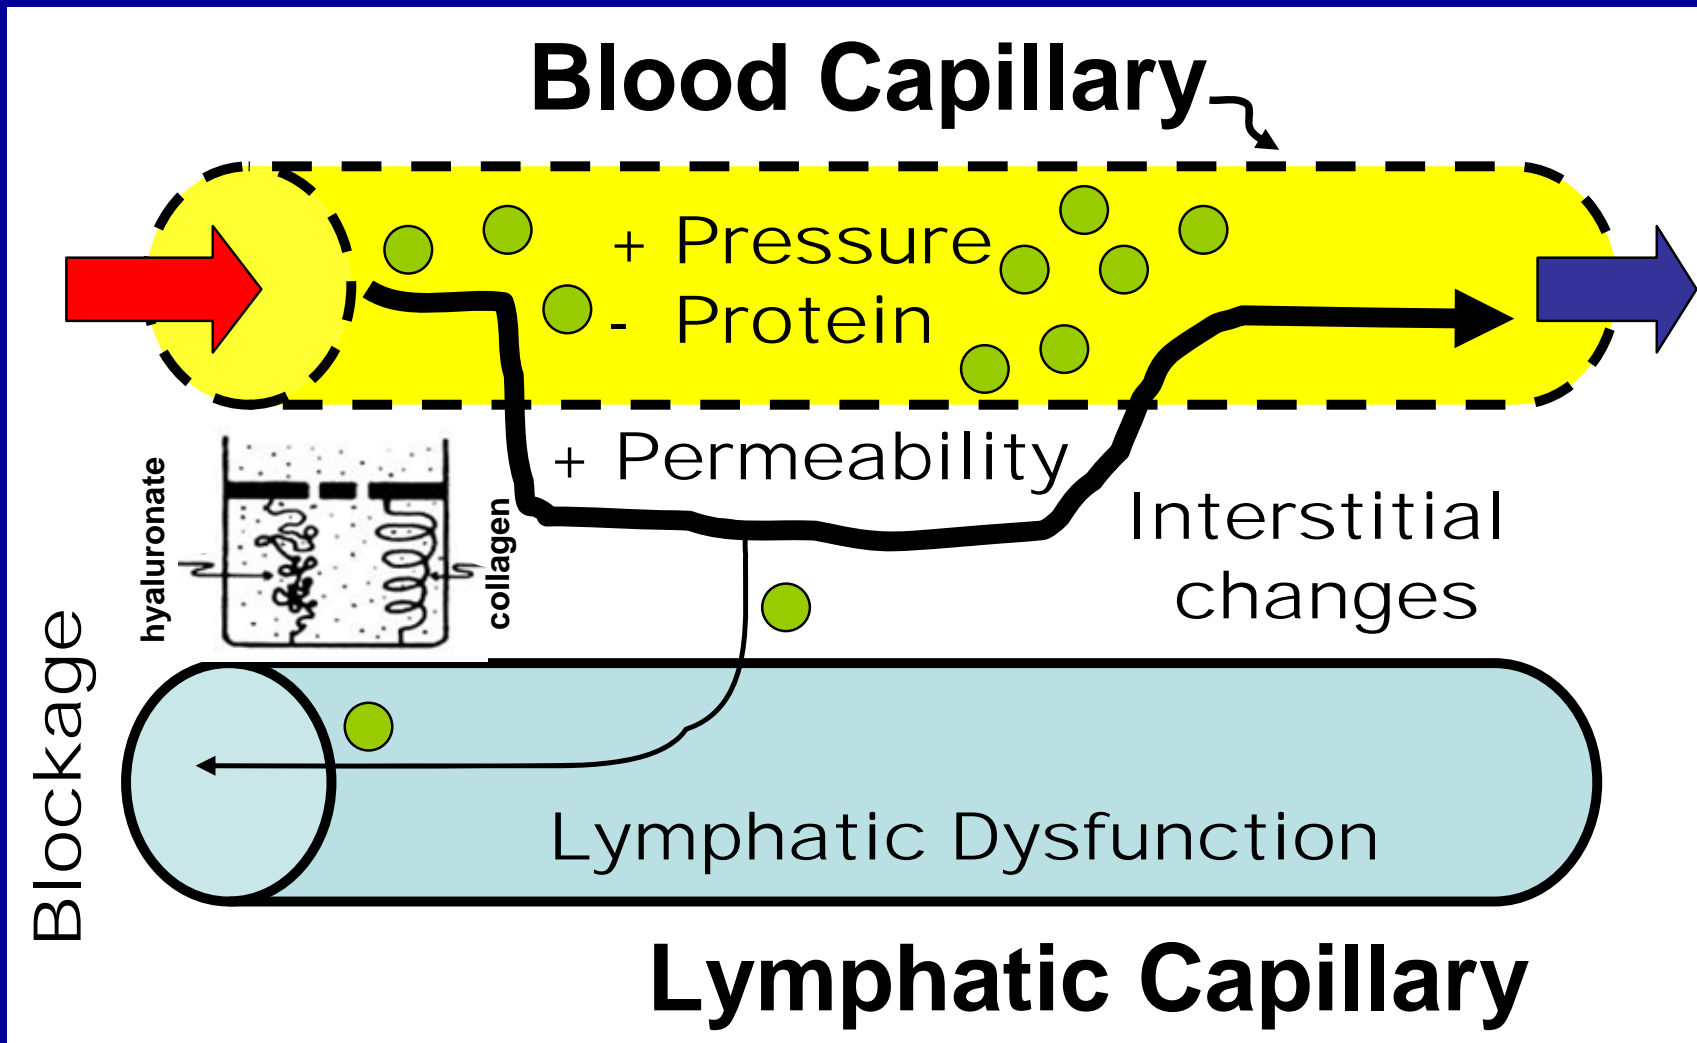 Blood Capillary
+ Pressure
- Protein
+ Permeability
hyaluronate
collagen
Interstitial
changes
Blockage
Lymphatic Dysfunction
Lymphatic Capillary